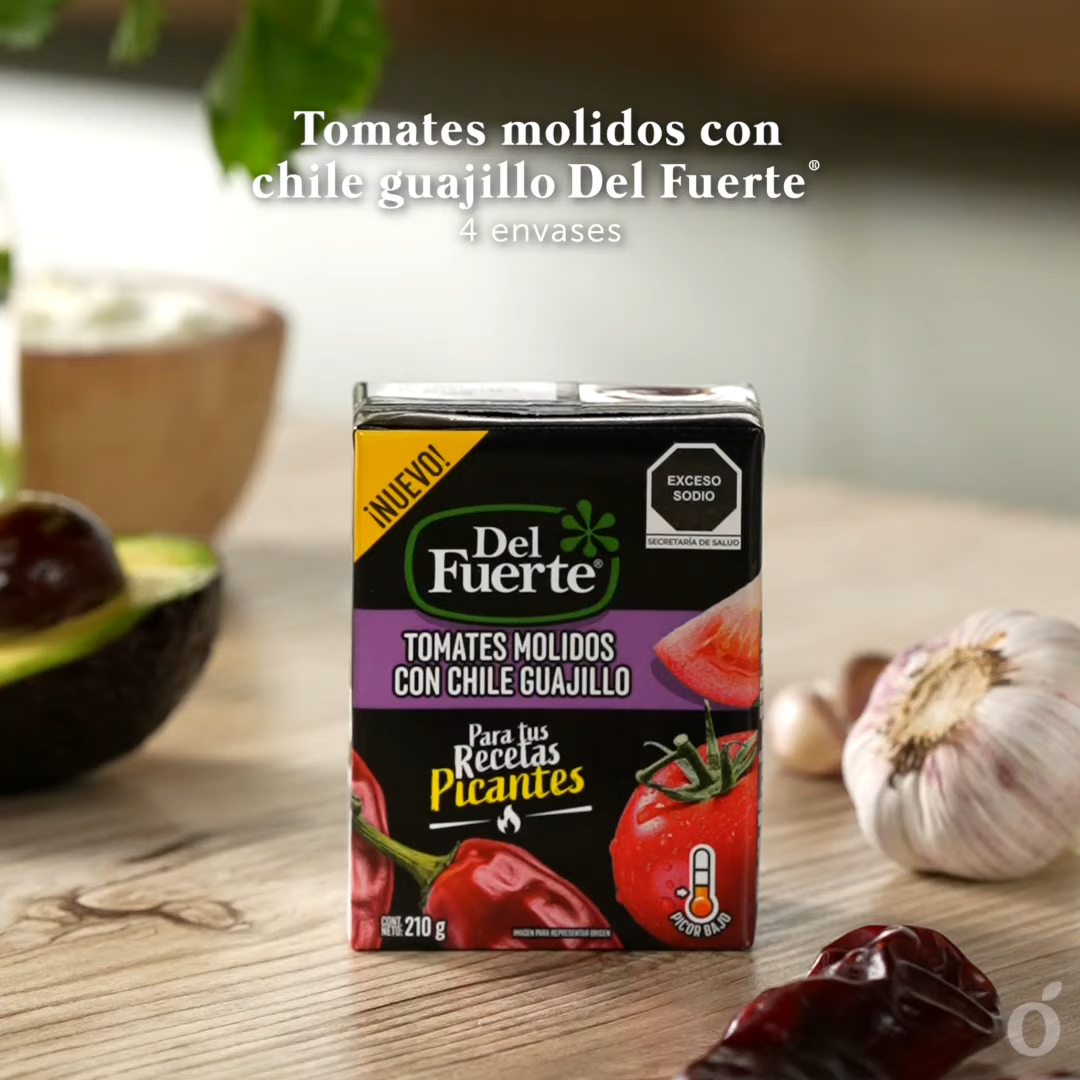 Tomates molidos con
chile guajillo Del Fuerte®
4 envases
¡NUEVO!
EXCESO
SODIO
SECRETARÍA DE SALUD
Del
Fuerte®
TOMATES MOLIDOS
CON CHILE GUAJILLO
Para tus
Recetas
Picantes
PICOR BAJO
CONT.
NETO: 210 g
IMAGEN PARA REPRESENTAR ORIGEN